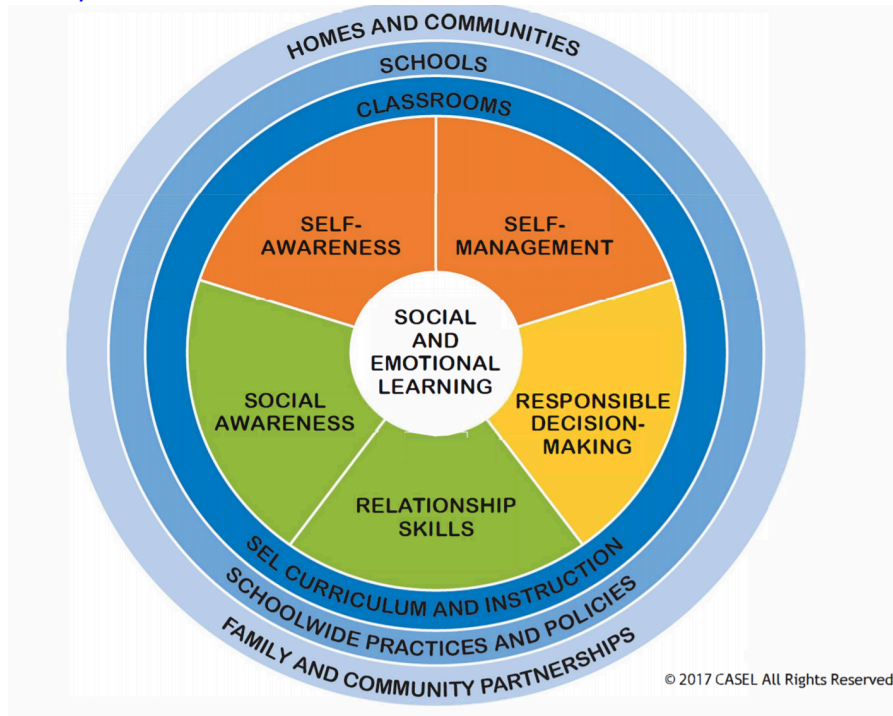 HOMES AND COMMUNITIES
SCHOOLS
CLASSROOMS
SELF-
AWARENESS
SELF-
MANAGEMENT
SOCIAL
AND
EMOTIONAL
LEARNING
SOCIAL
AWARENESS
RESPONSIBLE
DECISION-
MAKING
RELATIONSHIP
SKILLS
SEL CURRICULUM AND INSTRUCTION
SCHOOLWIDE PRACTICES AND POLICIES
FAMILY AND COMMUNITY PARTNERSHIPS
© 2017 CASEL All Rights Reserved